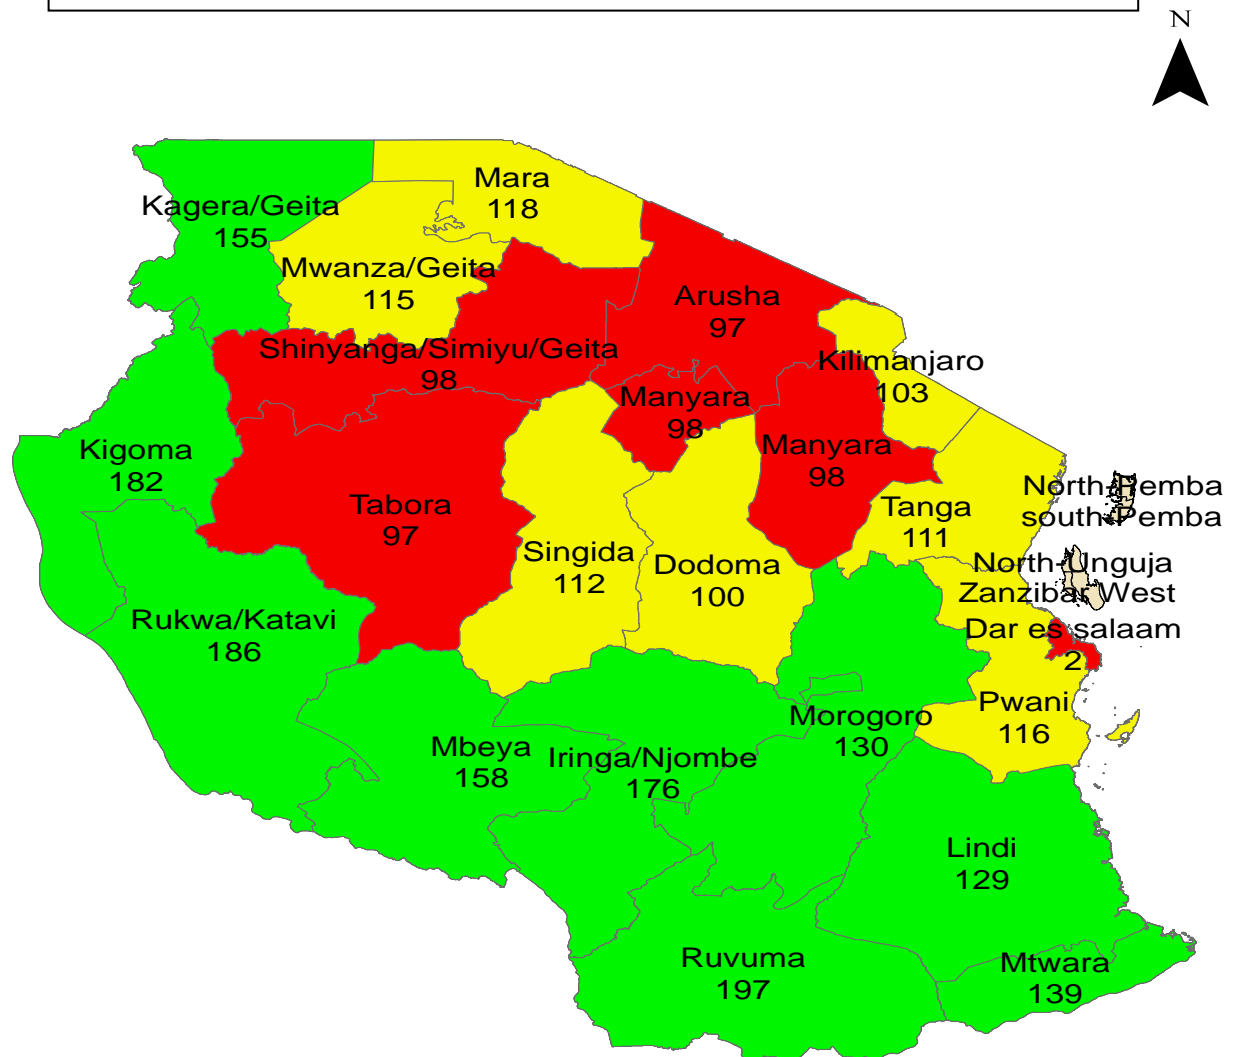 N
Mara
118
Kagera/Geita
155
Mwanza/Geita
115
Arusha
97
Shinyanga/Simiyu/Geita
98
Kilimanjaro
103
Manyara
98
Manyara
98
Kigoma
182
Tabora
97
Tanga
111
North-Pemba
south-Pemba
Singida
112
Dodoma
100
North-Unguja
Zanzibar West
Rukwa/Katavi
186
Dar es salaam
2
Pwani
116
Morogoro
130
Mbeya
158
Iringa/Njombe
176
Lindi
129
Ruvuma
197
Mtwara
139